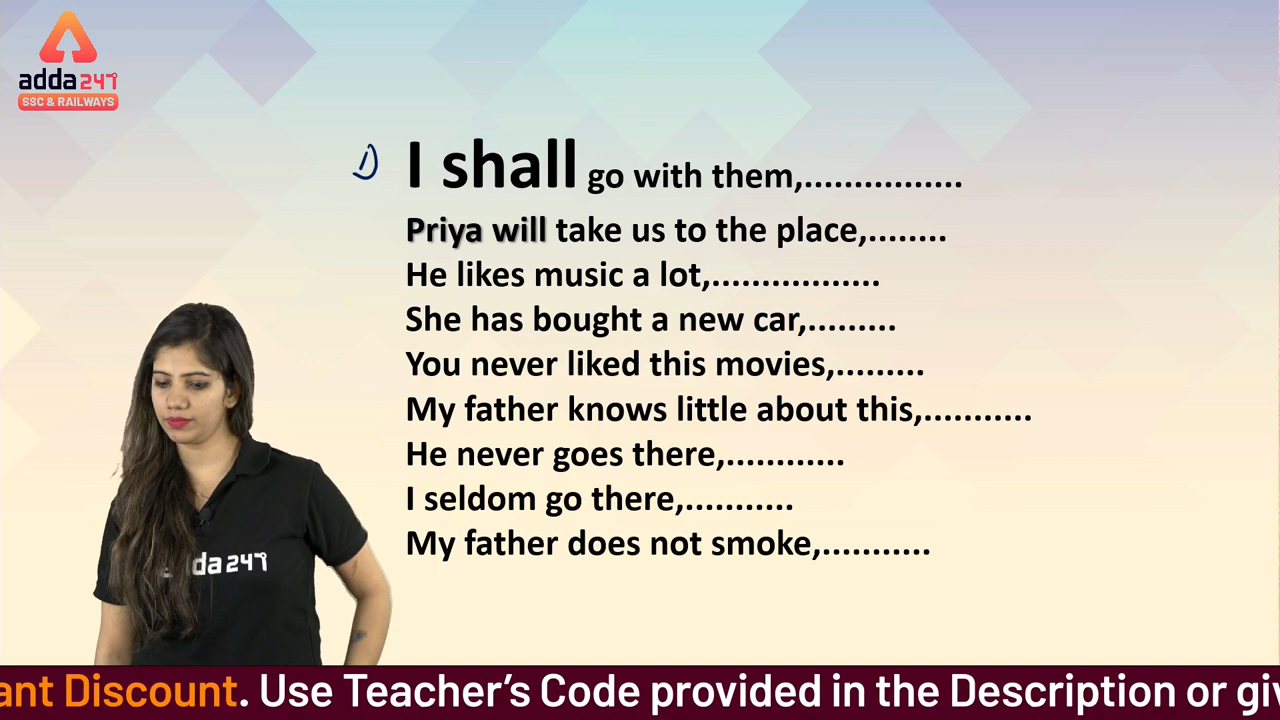 adda247
SSC & RAILWAYS
1) I shall go with them,................
Priya will take us to the place,........
He likes music a lot,.................
She has bought a new car,.........
You never liked this movies,.........
My father knows little about this,...........
He never goes there,............
I seldom go there,...........
My father does not smoke,...........
da 247
ant Discount. Use Teacher's Code provided in the Description or giv